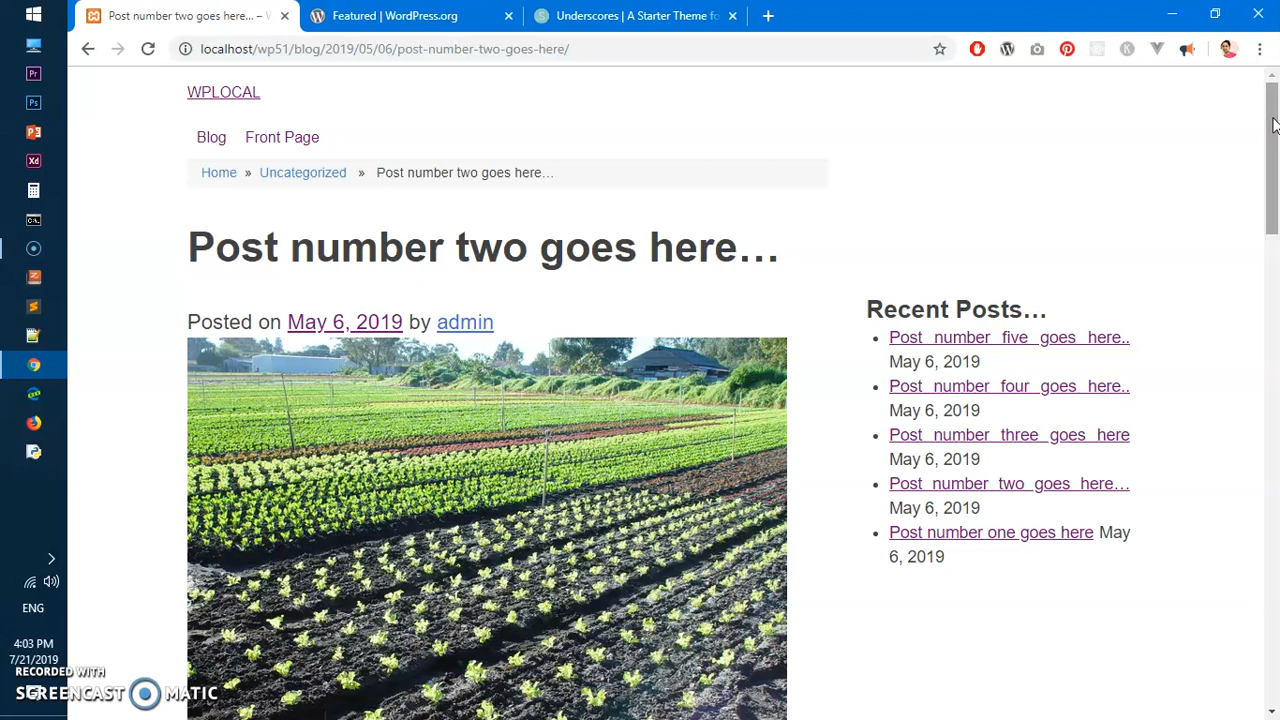 Post number two goes here... – W
Featured | WordPress.org
Underscores | A Starter Theme fo
localhost/wp51/blog/2019/05/06/post-number-two-goes-here/
WPLOCAL
Blog Front Page
Home » Uncategorized » Post number two goes here…
Post number two goes here…
Posted on May 6, 2019 by admin
Recent Posts…
Post number five goes here..
May 6, 2019
Post number four goes here..
May 6, 2019
Post number three goes here
May 6, 2019
Post number two goes here…
May 6, 2019
Post number one goes here May
6, 2019
Pr
Ps
Xd
ENG
4:03 PM
7/21/2019
RECORDED WITH
SCREENCAST MATIC